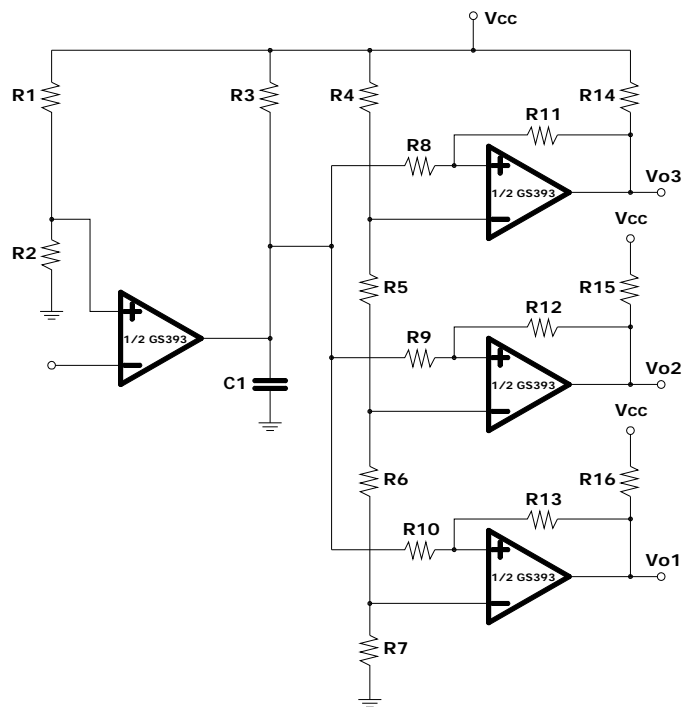 Vcc
R1
R3
R4
R14
R11
R8
1/2 GS393
Vo3
Vcc
R2
R5
R15
R12
R9
1/2 GS393
1/2 GS393
Vo2
C1
Vcc
R6
R16
R13
R10
1/2 GS393
Vo1
R7